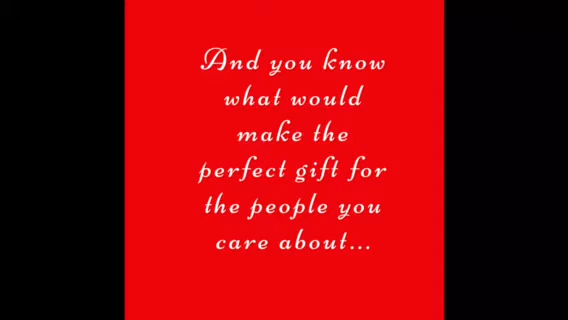 And you know
what would
make the
perfect gift for
the people you
care about...